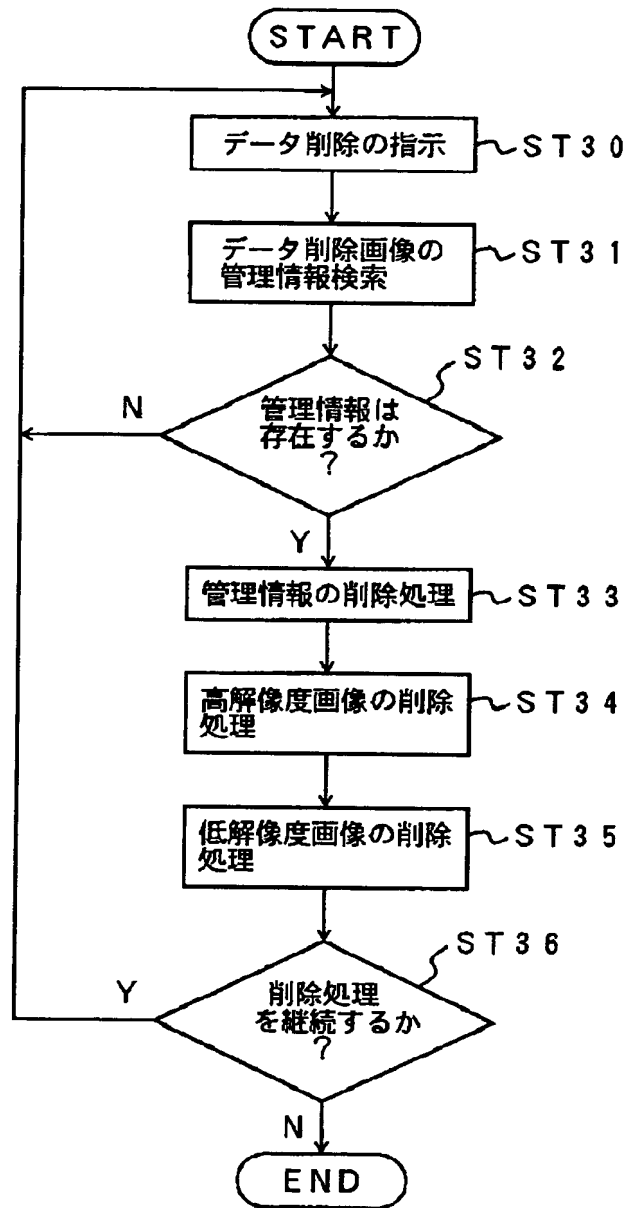 START
データ削除の指示
ST30
データ削除画像の
管理情報検索
ST31
ST32
N
管理情報は
存在するか
?
Y
管理情報の削除処理
ST33
高解像度画像の削除
処理
ST34
低解像度画像の削除
処理
ST35
ST36
Y
削除処理
を継続するか
?
N
END